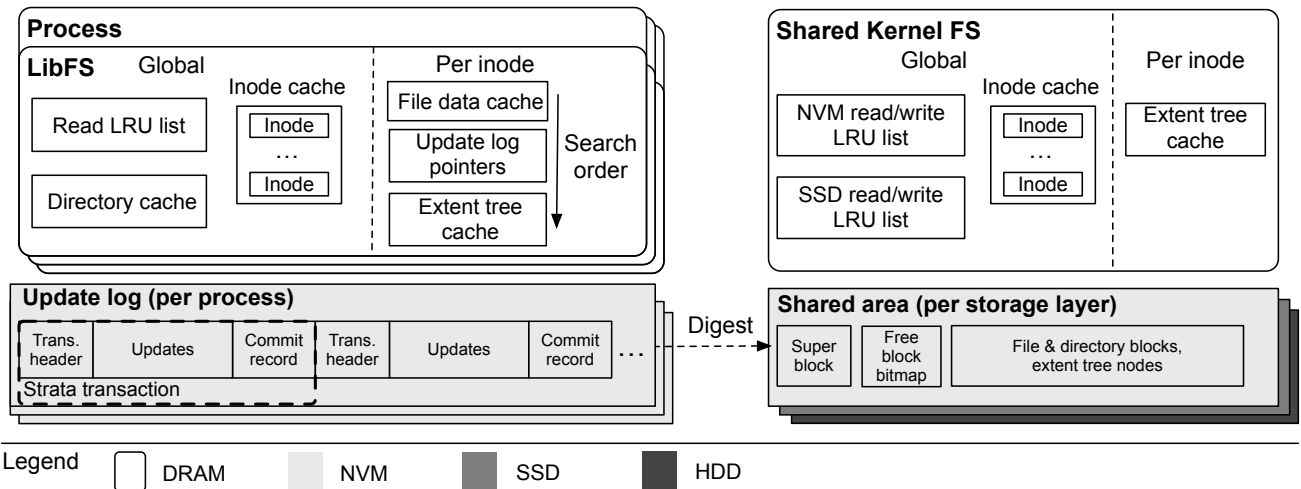 Process
LibFS
Global
Per inode
Read LRU list
Directory cache
Inode cache
Inode
...
Inode
File data cache
Update log
pointers
Extent tree
cache
Search
order
Shared Kernel FS
Global
Per inode
NVM read/write
LRU list
SSD read/write
LRU list
Inode cache
Inode
...
Inode
Extent tree
cache
Update log (per process)
Trans.
header
Updates
Commit
record
Trans.
header
Updates
Commit
record
...
Strata transaction
Digest
Shared area (per storage layer)
Super
block
Free
block
bitmap
File & directory blocks,
extent tree nodes
Legend
DRAM
NVM
SSD
HDD